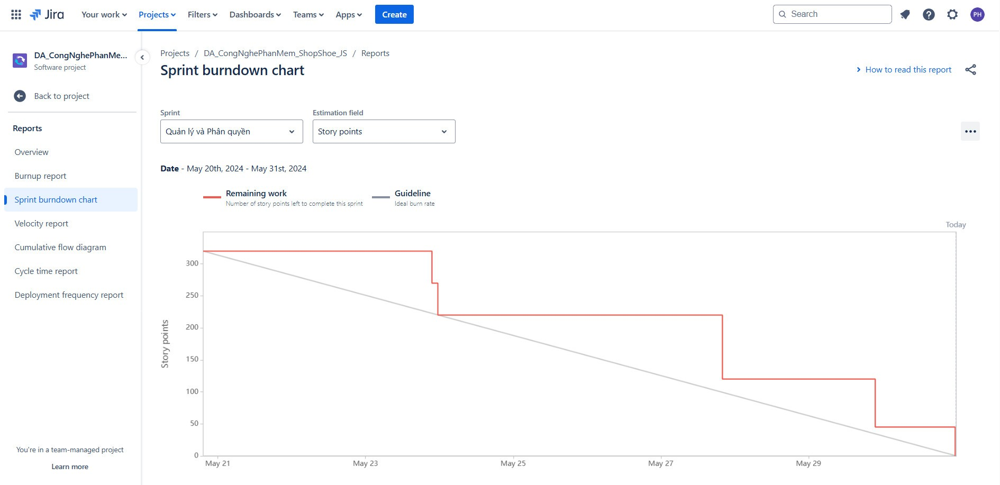 Jira Your work Projects Filters Dashboards Teams Apps Create Search PH
DA_CongNghePhanMe...
Software project
Back to project
Reports
Overview
Burnup report
Sprint burndown chart
Velocity report
Cumulative flow diagram
Cycle time report
Deployment frequency report
You're in a team-managed project
Learn more
Projects / DA_CongNghePhanMem_ShopShoe_JS / Reports
Sprint burndown chart
How to read this report
Sprint Estimation field
Quản lý và Phân quyền Story points
Date - May 20th, 2024 - May 31st, 2024
Remaining work Guideline
Number of story points left to complete this sprint Ideal burn rate
Today
Story points
300
250
200
150
100
50
0
May 21 May 23 May 25 May 27 May 29